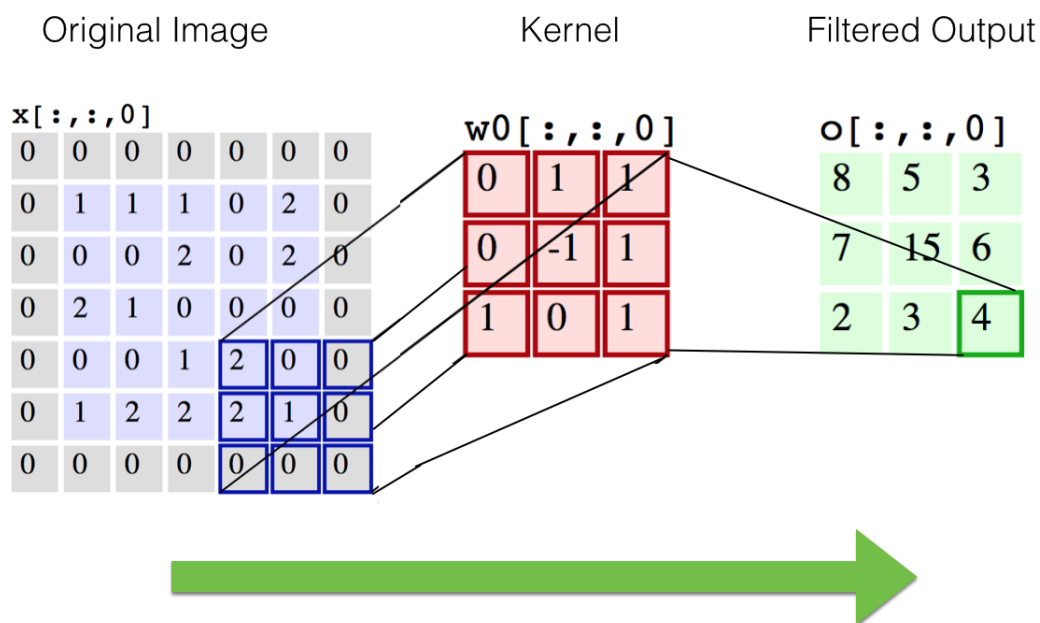 Original Image Kernel Filtered Output
x[:,:,0] w0[:,:,0] o[:,:,0]
0 0 0 0 0 0 0
0 1 1 1 0 2 0
0 0 0 2 0 2 0
0 2 1 0 0 0 0
0 0 0 1 2 0 0
0 1 2 2 2 1 0
0 0 0 0 0 0 0
0 1 1
0 -1 1
1 0 1
8 5 3
7 15 6
2 3 4